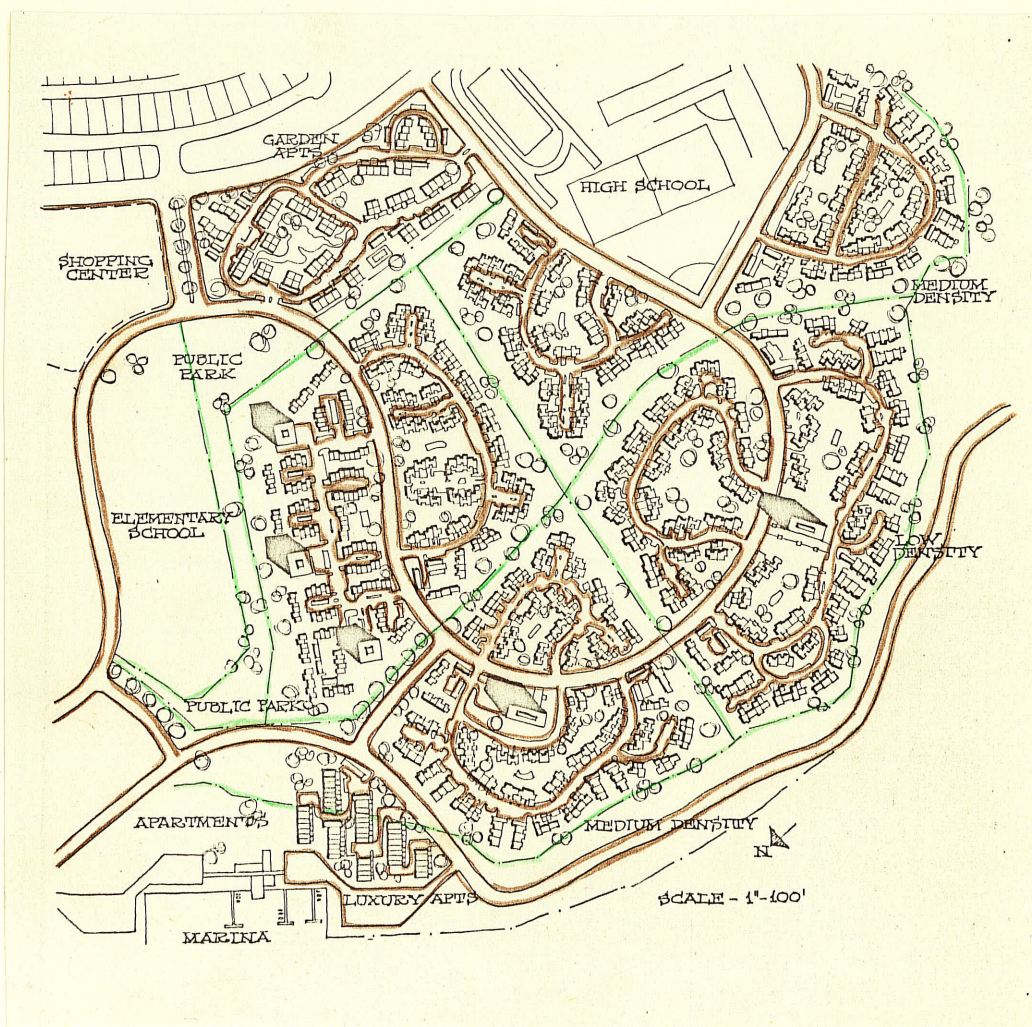 GARDEN
APTS
HIGH SCHOOL
SHOPPING
CENTER
MEDIUM
DENSITY
PUBLIC
PARK
ELEMENTARY
SCHOOL
LOW
DENSITY
PUBLIC PARK
APARTMENTS
MEDIUM DENSITY
N
LUXURY APTS
SCALE - 1"-100'
MARINA